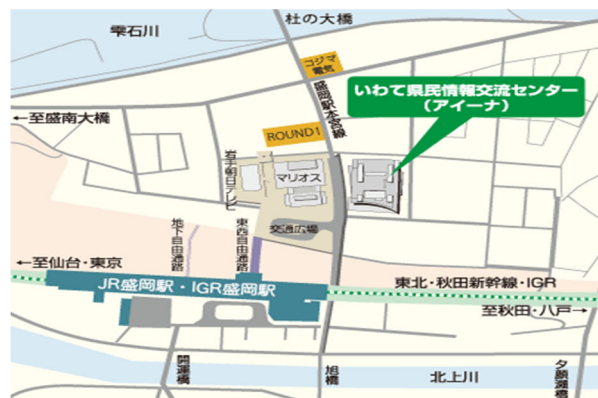 杜の大橋
雫石川
コジマ
電気
盛岡駅本宮線
いわて県民情報交流センター
(アイーナ)
←至盛南大橋
ROUND1
岩手朝日テレビ
マリオス
地下自由通路
東西自由通路
交通広場
←至仙台・東京
JR盛岡駅・IGR盛岡駅
東北・秋田新幹線・IGR
至秋田・八戸→
開運橋
旭橋
北上川
夕顔瀬橋